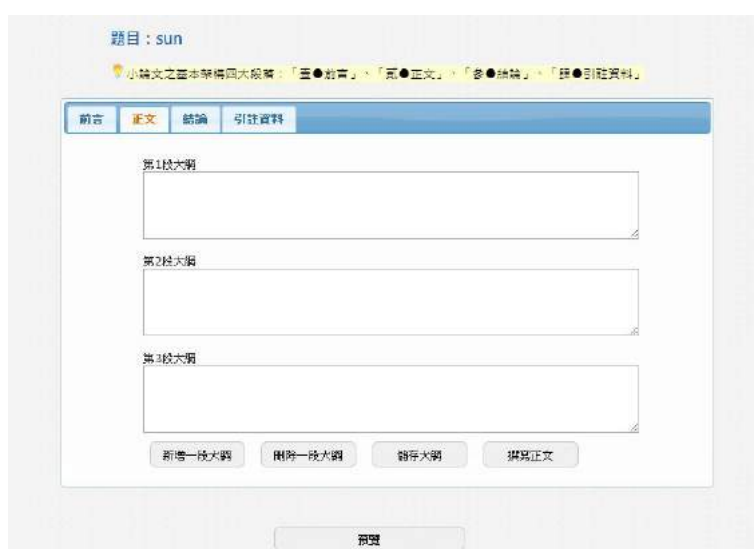 題目：sun
小論文之基本架構四大段落：「壹●前言」、「貳●正文」、「參●結論」、「肆●引註資料」
前言 正文 結論 引註資料
第1段大綱
第2段大綱
第3段大綱
新增一段大綱 刪除一段大綱 儲存大綱 撰寫正文
預覽